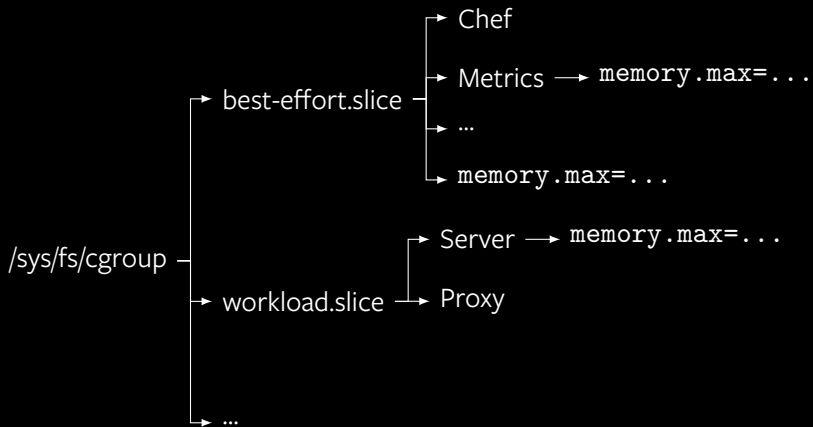 Chef
Metrics
memory.max=...
best-effort.slice
...
memory.max=...
/sys/fs/cgroup
Server
memory.max=...
workload.slice
Proxy
...